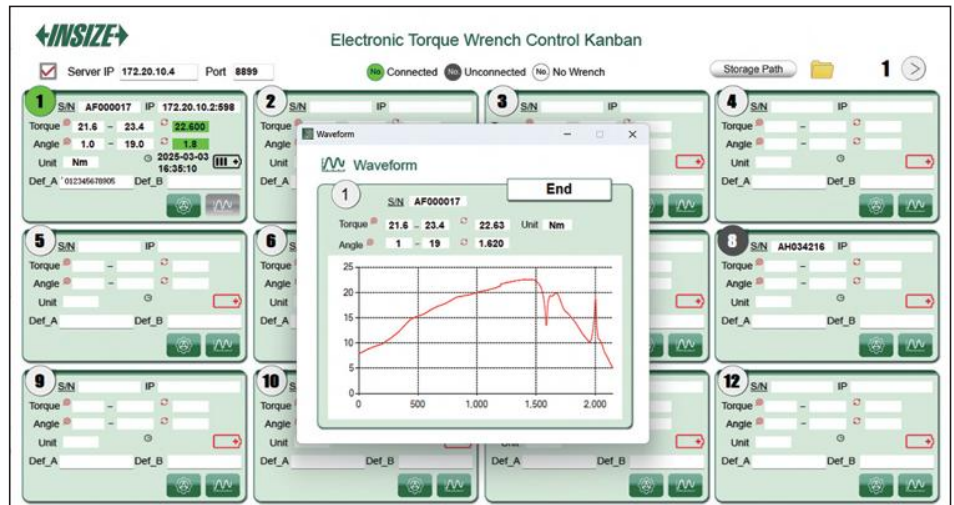 INSIZE
Electronic Torque Wrench Control Kanban
Server IP 172.20.10.4 Port 8899
No. Connected No. Unconnected No. No Wrench
Storage Path
1
1
S/N AF000017 IP 172.20.10.2:598
Torque 21.6 - 23.4 22.600
Angle 1.0 - 19.0 1.8
Unit Nm 2025-03-03
16:35:10
Def_A Def_B
2
S/N IP
Torque
Angle
Unit
Def_A
3
S/N IP
4
S/N IP
Torque -
Angle -
Unit
Def_A Def_B
Waveform
Waveform
1
End
S/N AF000017
Torque 21.6 - 23.4 22.63 Unit Nm
Angle 1 - 19 1.620
25
20
15
10
5
0
0 500 1.000 1.500 2.000
5
S/N IP
Torque -
Angle -
Unit
Def_A Def_B
6
Torque
Angle
Unit
Def_A
8
S/N AH034216 IP
Torque -
Angle -
Unit
Def_A Def_B
9
S/N IP
Torque -
Angle -
Unit
Def_A Def_B
10
Torque
Angle
Unit
Def_A Def_B
Def_A Def_B
12
S/N IP
Torque -
Angle -
Unit
Def_A Def_B